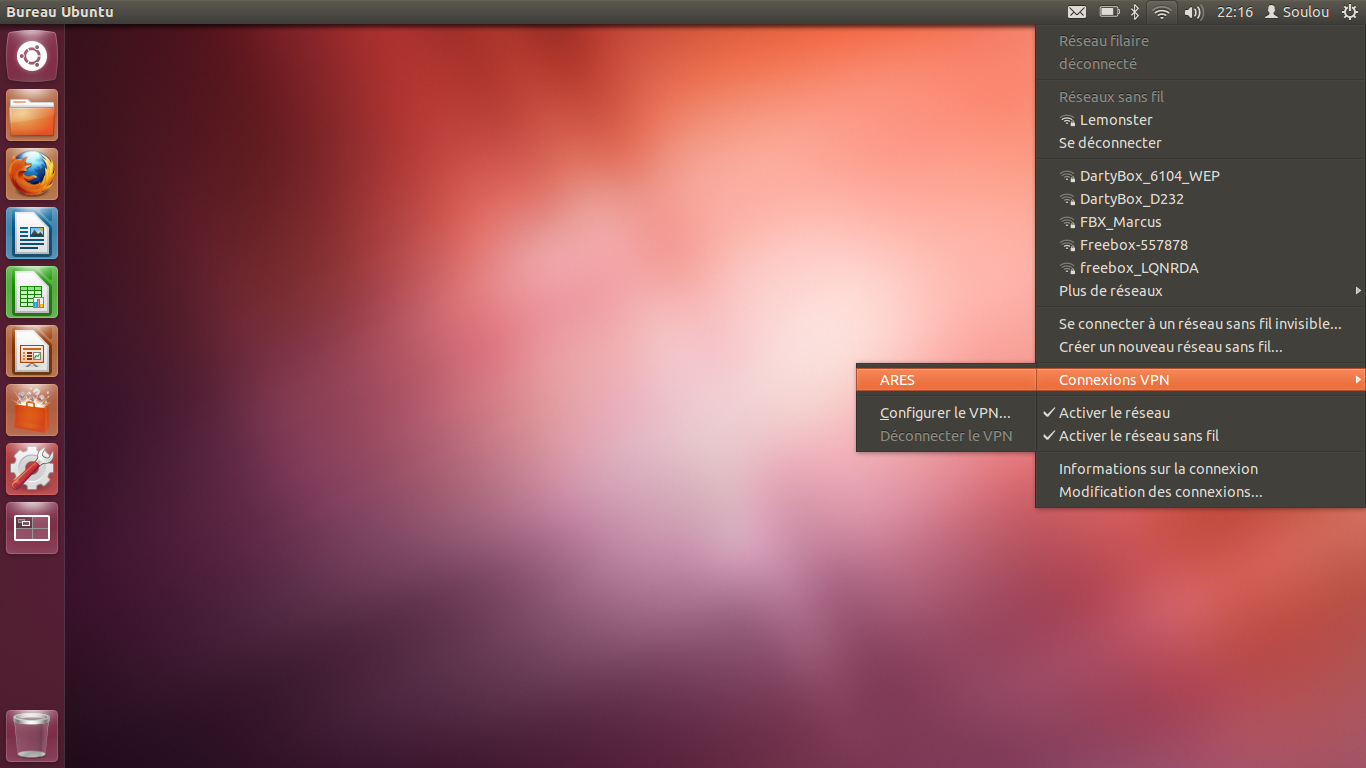 Bureau Ubuntu
22:16
Soulou
Réseau filaire
déconnecté
Réseaux sans fil
Lemonster
Se déconnecter
DartyBox_6104_WEP
DartyBox_D232
FBX_Marcus
Freebox-557878
freebox_LQNRDA
Plus de réseaux
Se connecter à un réseau sans fil invisible...
Créer un nouveau réseau sans fil...
Connexions VPN
ARES
Configurer le VPN...
Déconnecter le VPN
Activer le réseau
Activer le réseau sans fil
Informations sur la connexion
Modification des connexions...